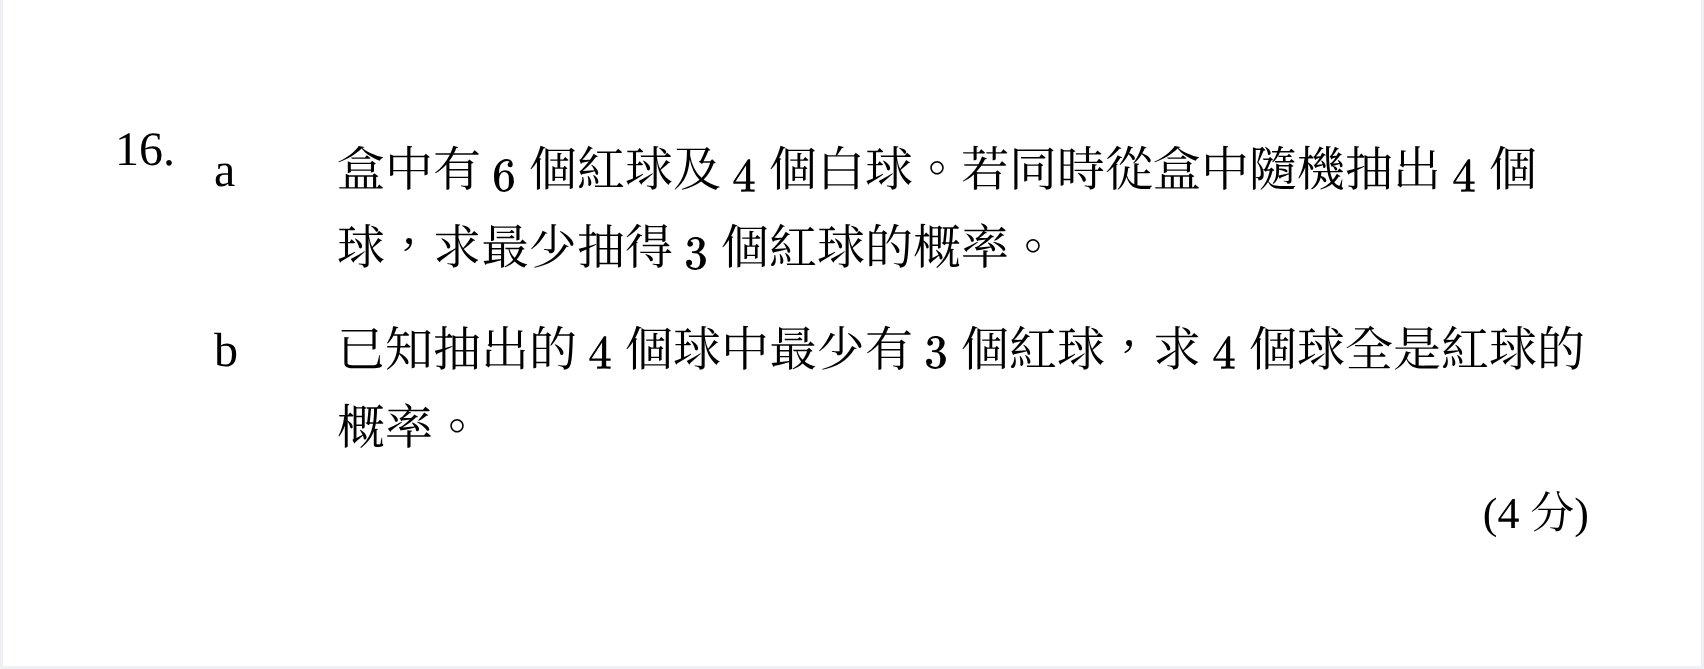 16. a 盒中有 6 個紅球及 4 個白球。若同時從盒中隨機抽出 4 個
球，求最少抽得 3 個紅球的概率。
b 已知抽出的 4 個球中最少有 3 個紅球，求 4 個球全是紅球的
概率。
(4 分)